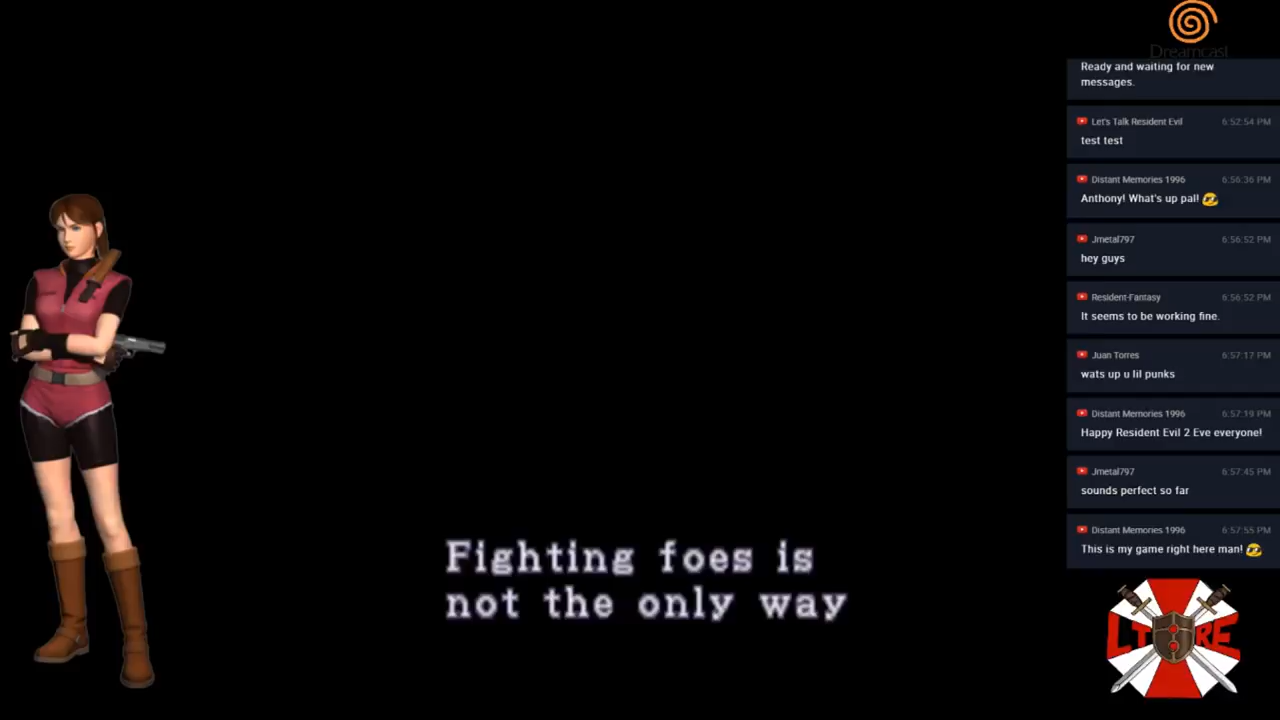 Dreamcast
Ready and waiting for new
messages.
Let's Talk Resident Evil 6:52:54 PM
test test
Distant Memories 1996 6:56:36 PM
Anthony! What's up pal!
Jmetal797 6:56:52 PM
hey guys
Resident-Fantasy 6:56:52 PM
It seems to be working fine.
Juan Torres 6:57:17 PM
wats up u lil punks
Distant Memories 1996 6:57:19 PM
Happy Resident Evil 2 Eve everyone!
Jmetal797 6:57:45 PM
sounds perfect so far
Distant Memories 1996 6:57:55 PM
This is my game right here man!
Fighting foes is
not the only way
LT RE